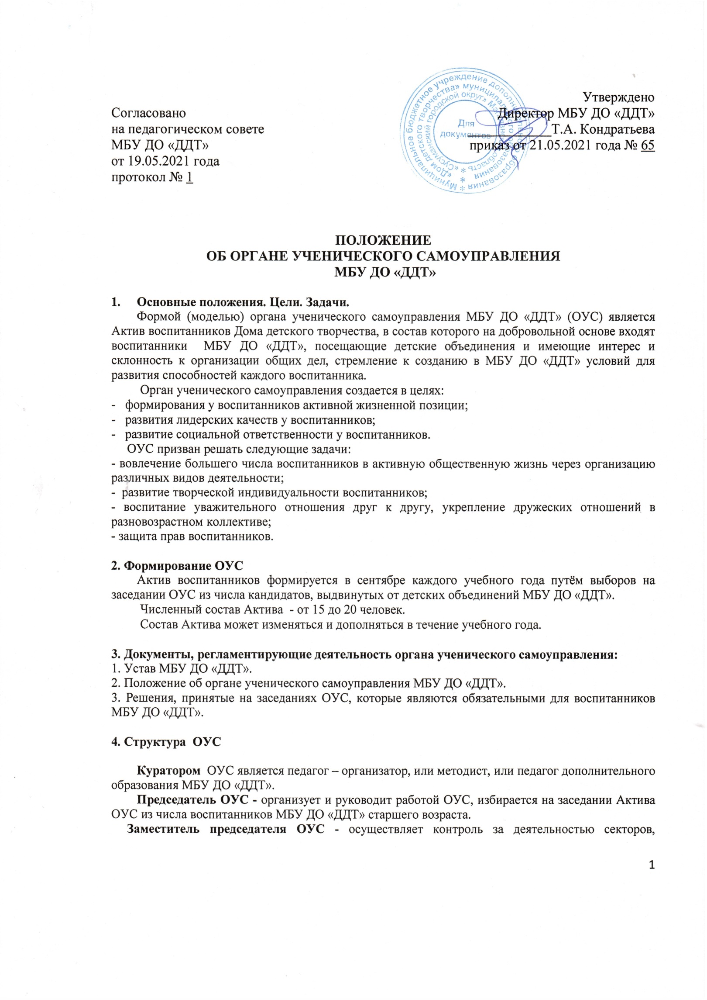 Согласовано
на педагогическом совете
МБУ ДО «ДДТ»
от 19.05.2021 года
протокол № 1
Утверждено
Директор МБУ ДО «ДДТ»
Т.А. Кондратьева
приказ от 21.05.2021 года № 65
Муниципальное бюджетное учреждение дополнительного образования
«Дом детского творчества» муниципального образования
«Сусуманский городской округ» Магаданской области
Для
документов
ПОЛОЖЕНИЕ
ОБ ОРГАНЕ УЧЕНИЧЕСКОГО САМОУПРАВЛЕНИЯ
МБУ ДО «ДДТ»
1. Основные положения. Цели. Задачи.
Формой (моделью) органа ученического самоуправления МБУ ДО «ДДТ» (ОУС) является
Актив воспитанников Дома детского творчества, в состав которого на добровольной основе входят
воспитанники МБУ ДО «ДДТ», посещающие детские объединения и имеющие интерес и
склонность к организации общих дел, стремление к созданию в МБУ ДО «ДДТ» условий для
развития способностей каждого воспитанника.
Орган ученического самоуправления создается в целях:
- формирования у воспитанников активной жизненной позиции;
- развития лидерских качеств у воспитанников;
- развитие социальной ответственности у воспитанников.
ОУС призван решать следующие задачи:
- вовлечение большего числа воспитанников в активную общественную жизнь через организацию
различных видов деятельности;
- развитие творческой индивидуальности воспитанников;
- воспитание уважительного отношения друг к другу, укрепление дружеских отношений в
разновозрастном коллективе;
- защита прав воспитанников.
2. Формирование ОУС
Актив воспитанников формируется в сентябре каждого учебного года путём выборов на
заседании ОУС из числа кандидатов, выдвинутых от детских объединений МБУ ДО «ДДТ».
Численный состав Актива - от 15 до 20 человек.
Состав Актива может изменяться и дополняться в течение учебного года.
3. Документы, регламентирующие деятельность органа ученического самоуправления:
1. Устав МБУ ДО «ДДТ».
2. Положение об органе ученического самоуправления МБУ ДО «ДДТ».
3. Решения, принятые на заседаниях ОУС, которые являются обязательными для воспитанников
МБУ ДО «ДДТ».
4. Структура ОУС
Куратором ОУС является педагог – организатор, или методист, или педагог дополнительного
образования МБУ ДО «ДДТ».
Председатель ОУС - организует и руководит работой ОУС, избирается на заседании Актива
ОУС из числа воспитанников МБУ ДО «ДДТ» старшего возраста.
Заместитель председателя ОУС - осуществляет контроль за деятельностью секторов,
1